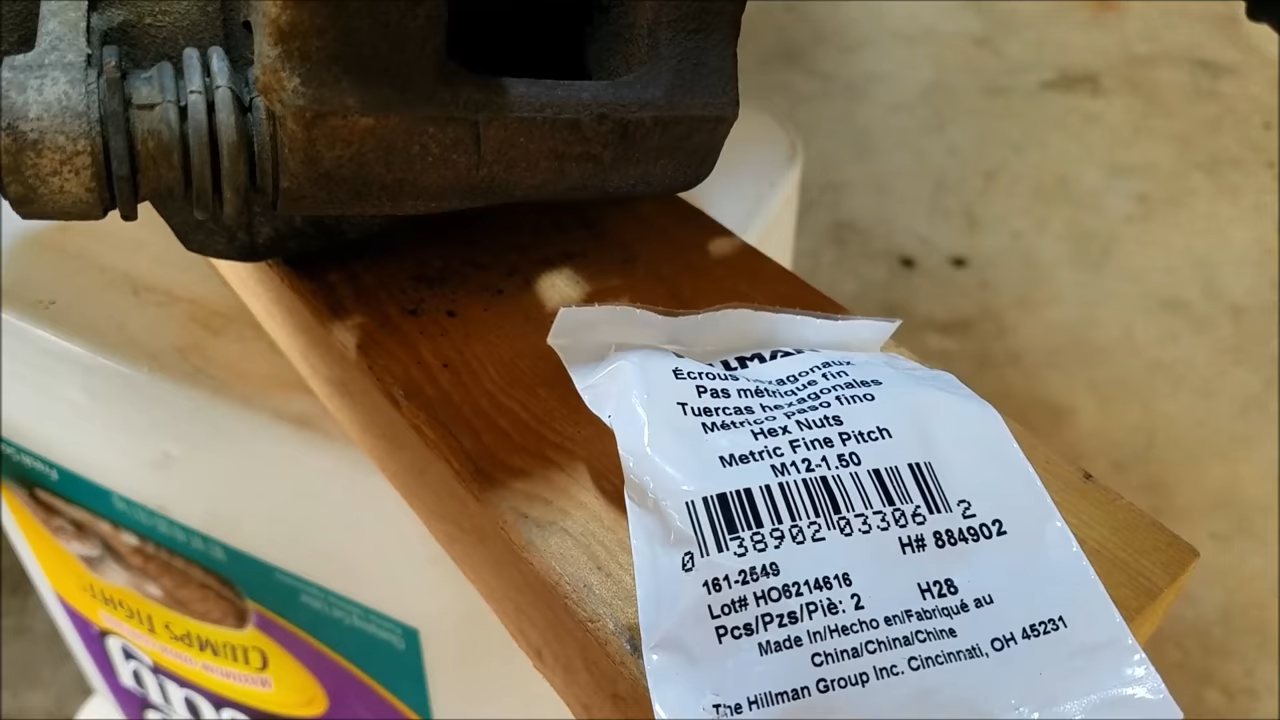 Écrous hexagonaux
Pas métrique fin
Tuercas hexagonales
Métrico paso fino
Hex Nuts
Metric Fine Pitch
M12-1.50
0 38902 03306 2
H# 884902
161-2549
Lot# HO6214616
H28
Pcs/Pzs/Piè: 2
Made In/Hecho en/Fabriqué au
China/China/Chine
The Hillman Group Inc. Cincinnati, OH 45231
CLUMPS TIGHT